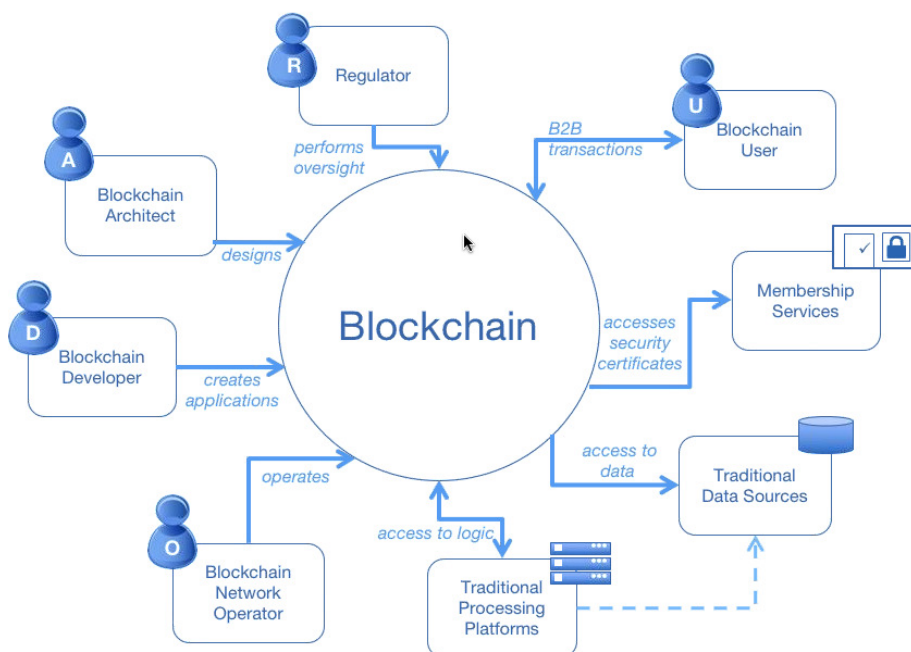 R
Regulator
performs
oversight
U
Blockchain
User
B2B
transactions
A
Blockchain
Architect
designs
D
Blockchain
Developer
creates
applications
Blockchain
Membership
Services
accesses
security
certificates
access to
data
Traditional
Data Sources
O
operates
Blockchain
Network
Operator
access to logic
Traditional
Processing
Platforms